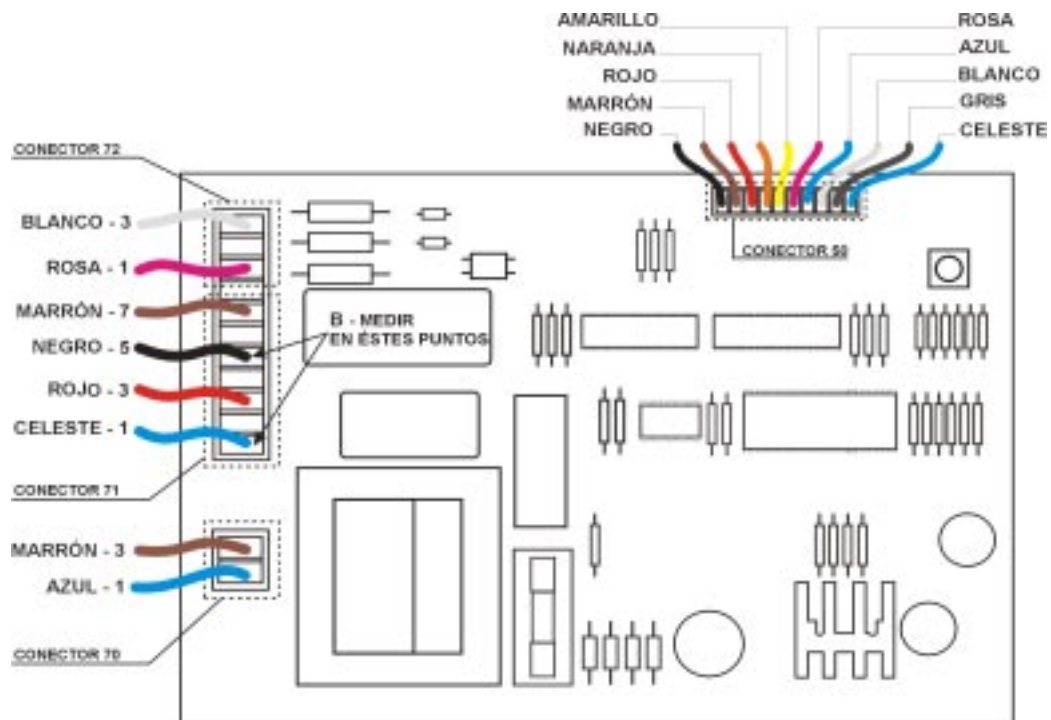 AMARILLO
NARANJA
ROJO
MARRÓN
NEGRO
ROSA
AZUL
BLANCO
GRIS
CELESTE
CONECTOR 72
BLANCO - 3
ROSA - 1
MARRÓN - 7
NEGRO - 5
ROJO - 3
CELESTE - 1
CONECTOR 71
MARRÓN - 3
AZUL - 1
CONECTOR 70
B - MEDIR
EN ÉSTES PUNTOS
CONECTOR 50